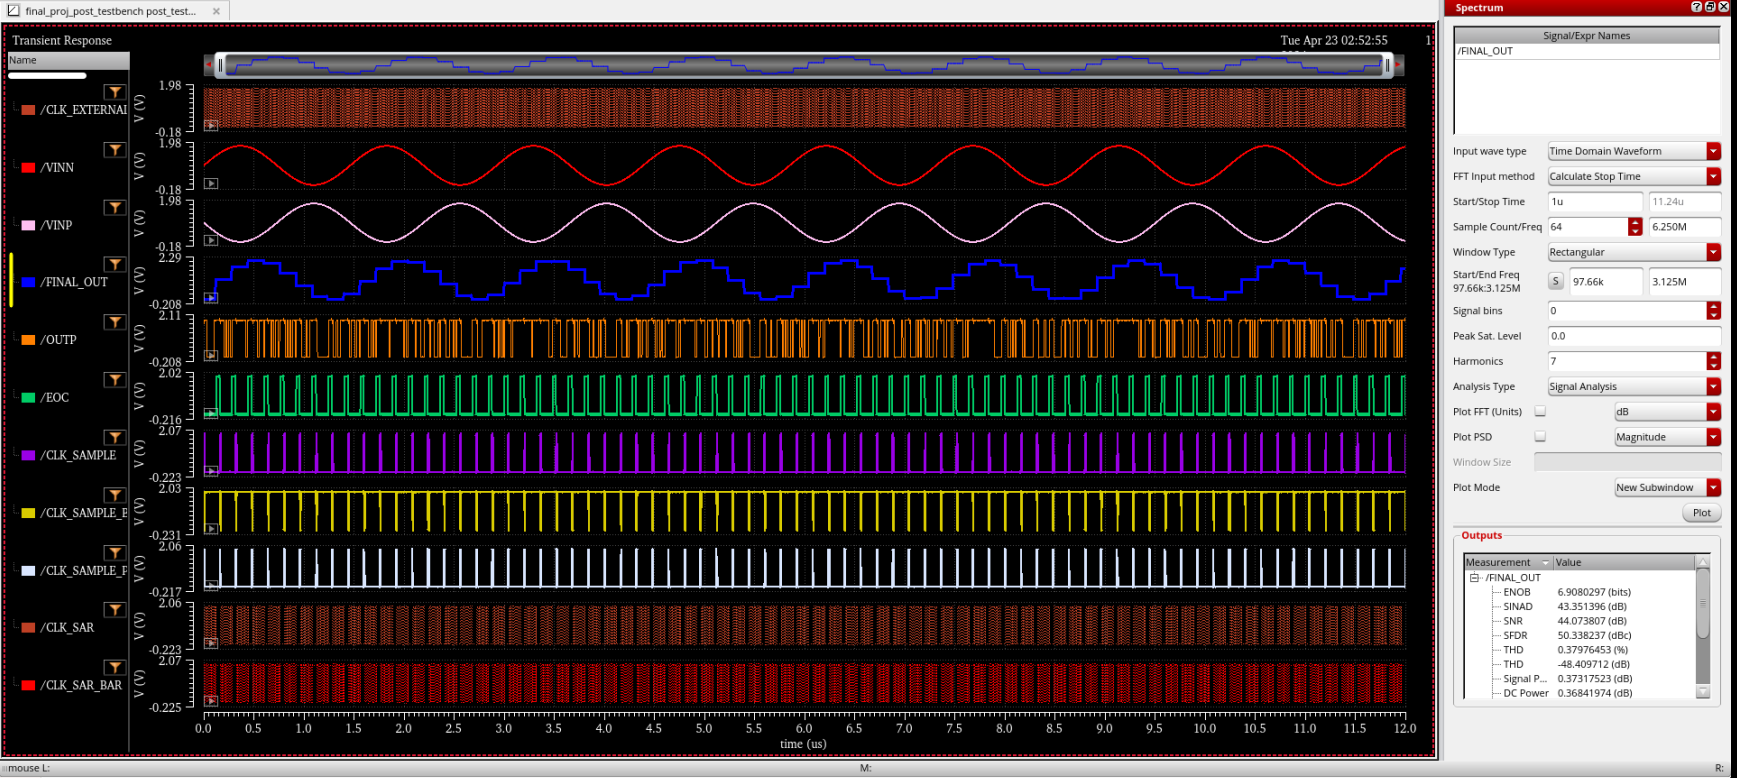 final_proj_post_testbench post_test...
Transient Response
Tue Apr 23 02:52:55
1
Name
/CLK_EXTERNAL
V (V)
1.98
-0.18
/VINN
V (V)
1.98
-0.18
/VINP
V (V)
1.98
-0.18
/FINAL_OUT
V (V)
2.29
-0.208
/OUTP
V (V)
2.11
-0.208
/EOC
V (V)
2.02
-0.216
/CLK_SAMPLE
V (V)
2.07
-0.223
/CLK_SAMPLE_B
V (V)
2.03
-0.231
/CLK_SAMPLE_P
V (V)
2.06
-0.217
/CLK_SAR
V (V)
2.06
-0.223
/CLK_SAR_BAR
V (V)
2.07
-0.225
0.0 0.5 1.0 1.5 2.0 2.5 3.0 3.5 4.0 4.5 5.0 5.5 6.0 6.5 7.0 7.5 8.0 8.5 9.0 9.5 10.0 10.5 11.0 11.5 12.0
time (us)
mouse L: M: R:
Spectrum
Signal/Expr Names
/FINAL_OUT
Input wave type Time Domain Waveform
FFT Input method Calculate Stop Time
Start/Stop Time 1u 11.24u
Sample Count/Freq 64 6.250M
Window Type Rectangular
Start/End Freq
97.66k:3.125M S 97.66k 3.125M
Signal bins 0
Peak Sat. Level 0.0
Harmonics 7
Analysis Type Signal Analysis
Plot FFT (Units) dB
Plot PSD Magnitude
Window Size
Plot Mode New Subwindow
Plot
Outputs
Measurement Value
/FINAL_OUT
ENOB 6.9080297 (bits)
SINAD 43.351396 (dB)
SNR 44.073807 (dB)
SFDR 50.338237 (dBc)
THD 0.37976453 (%)
THD -48.409712 (dB)
Signal P... 0.37317523 (dB)
DC Power 0.36841974 (dB)